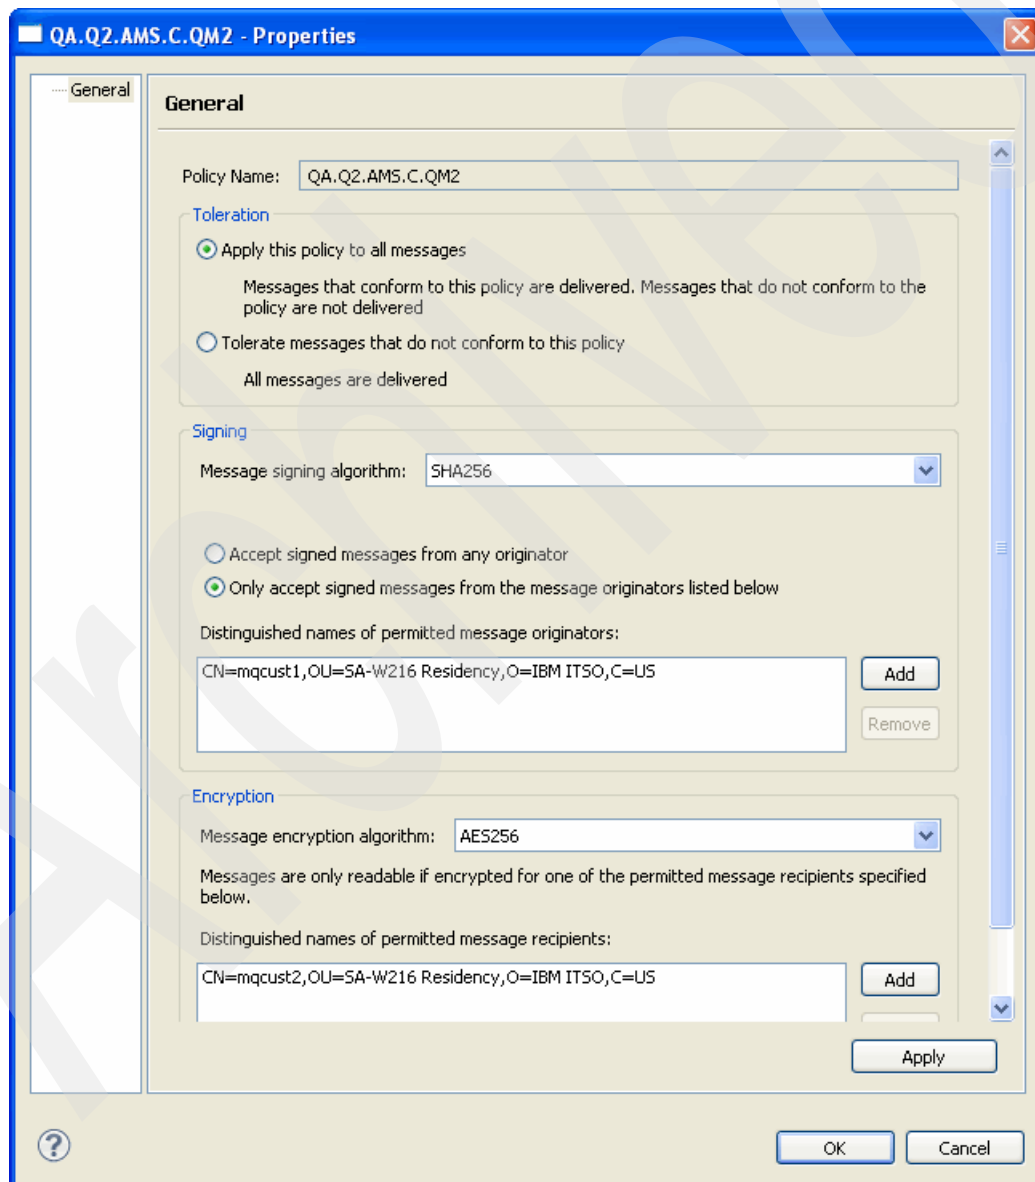 QA.Q2.AMS.C.QM2 - Properties
General
General
Policy Name: QA.Q2.AMS.C.QM2
Toleration
Apply this policy to all messages
Messages that conform to this policy are delivered. Messages that do not conform to the
policy are not delivered
Tolerate messages that do not conform to this policy
All messages are delivered
Signing
Message signing algorithm: SHA256
Accept signed messages from any originator
Only accept signed messages from the message originators listed below
Distinguished names of permitted message originators:
CN=mqcust1,OU=SA-W216 Residency,O=IBM ITSO,C=US
Add
Remove
Encryption
Message encryption algorithm: AES256
Messages are only readable if encrypted for one of the permitted message recipients specified
below.
Distinguished names of permitted message recipients:
CN=mqcust2,OU=SA-W216 Residency,O=IBM ITSO,C=US
Add
Apply
?
OK Cancel
Archived